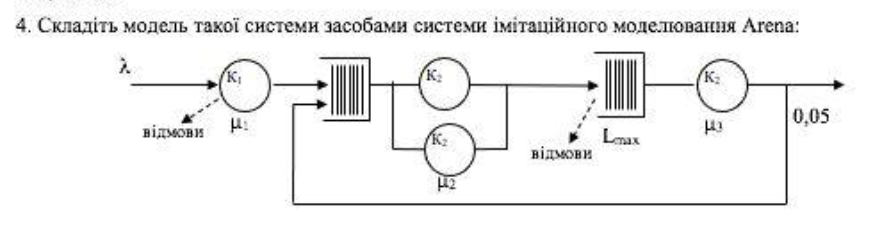 4. Складіть модель такої системи засобами системи імітаційного моделювання Arena:
λ
K₁
K₂
K₂
відмови
μ₁
0,05
K₂
Lmax
μ₃
відмови
μ₂